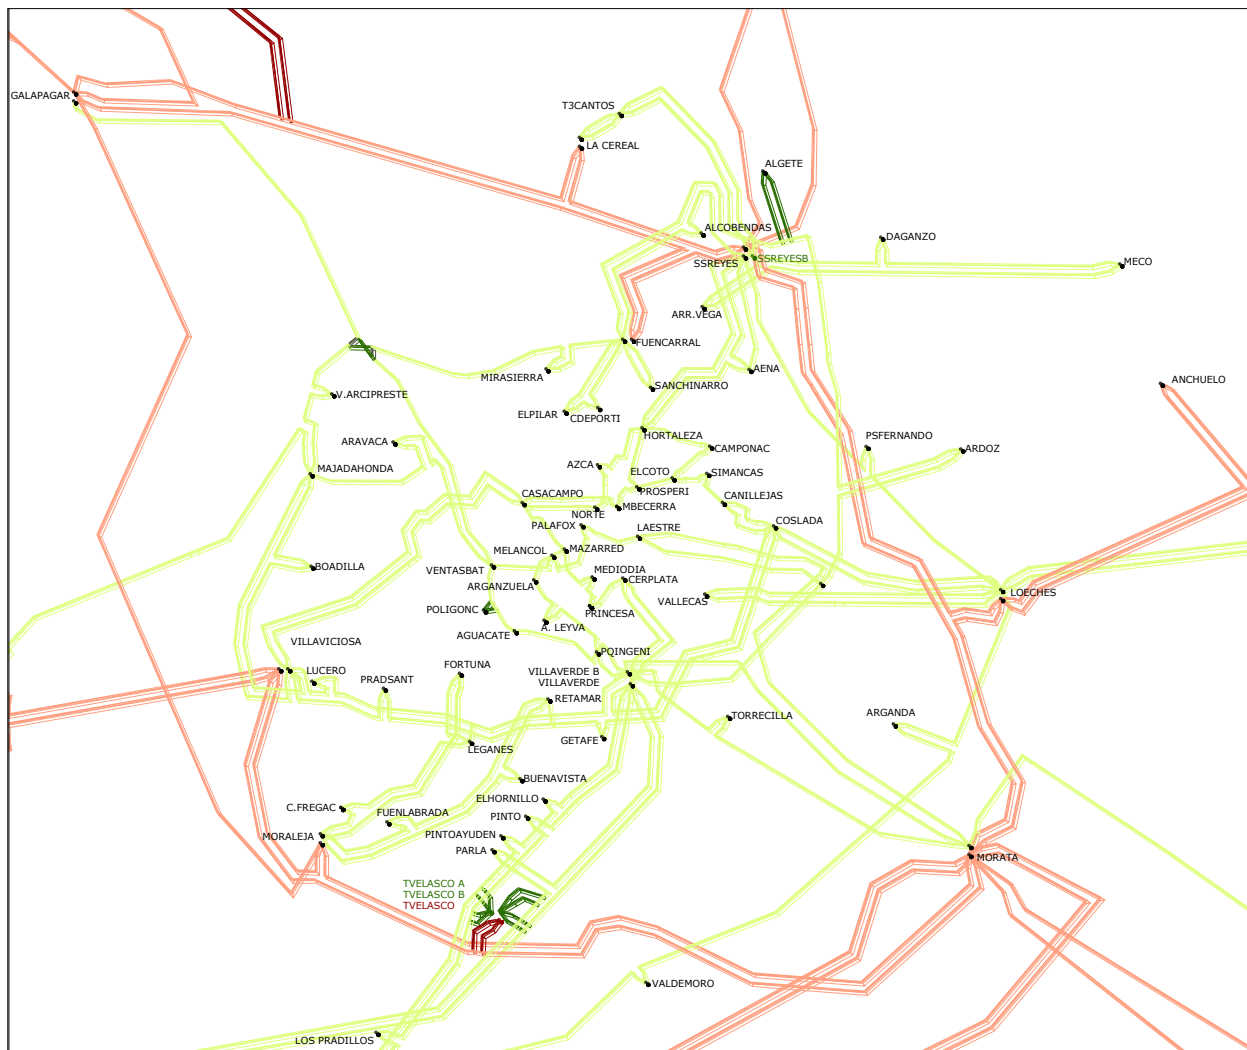 GALAPAGAR
T3CANTOS
LA CEREAL
ALGETE
ALCOBENDAS
DAGANZO
SSREYES
SSREYESB
MECO
ARR.VEGA
FUENCARRAL
MIRASIERRA
AENA
SANCHINARRO
ANCHUELO
V.ARCIPRESTE
ELPILAR
CDEPORTI
HORTALEZA
PSFERNANDO
ARAVACA
CAMPONAC
ARDOZ
AZCA
MAJADAHONDA
ELCOTO
SIMANCAS
PROSPERI
CASACAMPO
CANILLEJAS
NORTE
MBECERRA
PALAFOX
LAESTRE
COSLADA
MELANCOL
MAZARRED
BOADILLA
VENTASBAT
MEDIODIA
ARGANZUELA
CERPLATA
LOECHES
VALLECAS
POLIGONC
PRINCESA
A. LEYVA
AGUACATE
VILLAVICIOSA
PQINGENI
FORTUNA
LUCERO
VILLAVERDE B
PRADSANT
VILLAVERDE
RETAMAR
TORRECILLA
ARGANDA
GETAFE
LEGANES
BUENAVISTA
ELHORNILLO
C.FREGAC
FUENLABRADA
PINTO
MORALEJA
PINTOAYUDEN
PARLA
MORATA
TVELASCO A
TVELASCO B
TVELASCO
VALDEMORO
LOS PRADILLOS